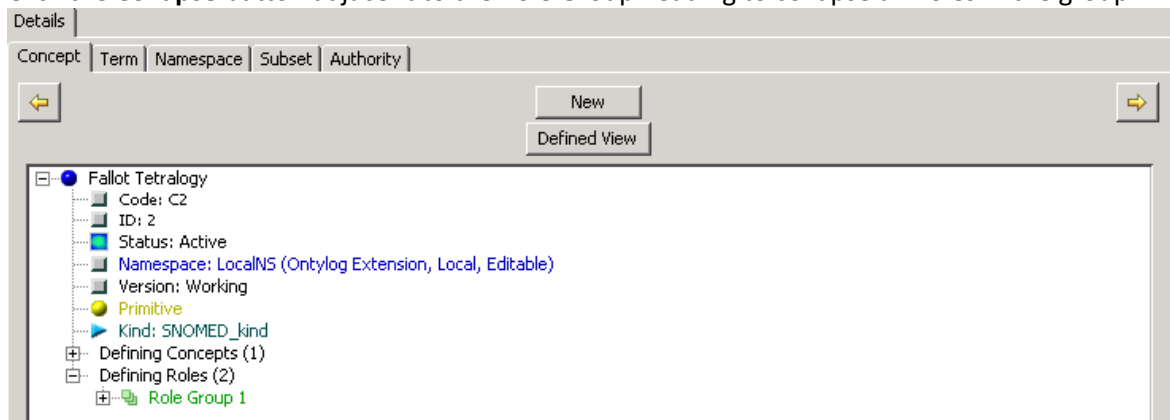 Details
Concept Term Namespace Subset Authority
New
Defined View
Fallot Tetralogy
Code: C2
ID: 2
Status: Active
Namespace: LocalNS (Ontylog Extension, Local, Editable)
Version: Working
Primitive
Kind: SNOMED_kind
Defining Concepts (1)
Defining Roles (2)
Role Group 1